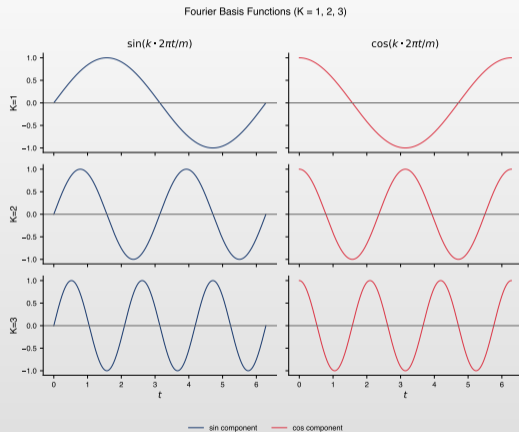 Fourier Basis Functions (K = 1, 2, 3)
sin(k • 2πt/m)
cos(k • 2πt/m)
K=1
1.0
0.5
0.0
−0.5
−1.0
K=2
1.0
0.5
0.0
−0.5
−1.0
K=3
1.0
0.5
0.0
−0.5
−1.0
0 1 2 3 4 5 6
0 1 2 3 4 5 6
t
t
sin component
cos component